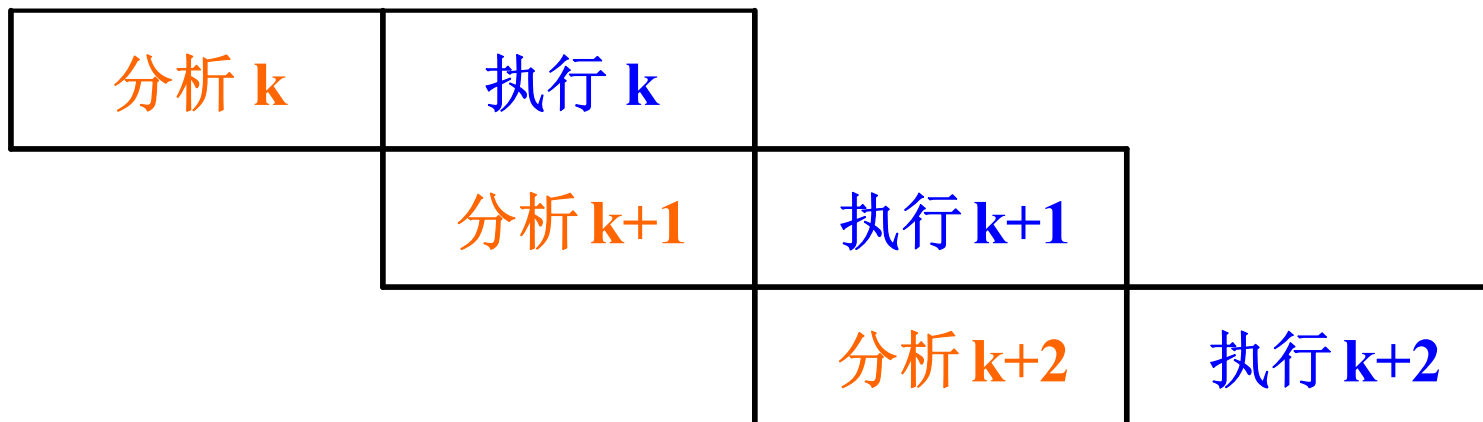 分析 k 执行 k
分析 k+1 执行 k+1
分析 k+2 执行 k+2